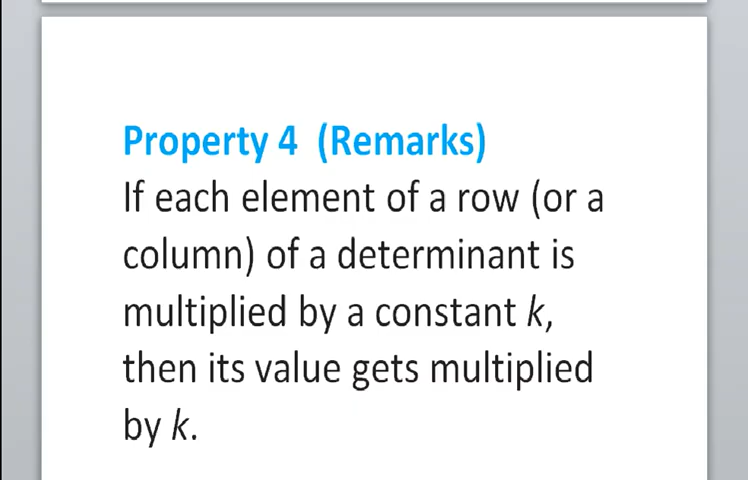 Property 4 (Remarks)
If each element of a row (or a
column) of a determinant is
multiplied by a constant k,
then its value gets multiplied
by k.